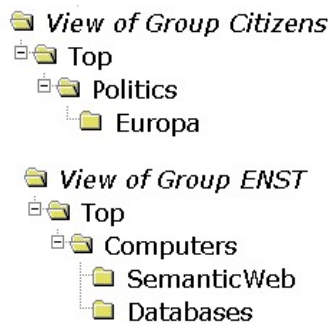 View of Group Citizens
Top
Politics
Europa
View of Group ENST
Top
Computers
SemanticWeb
Databases